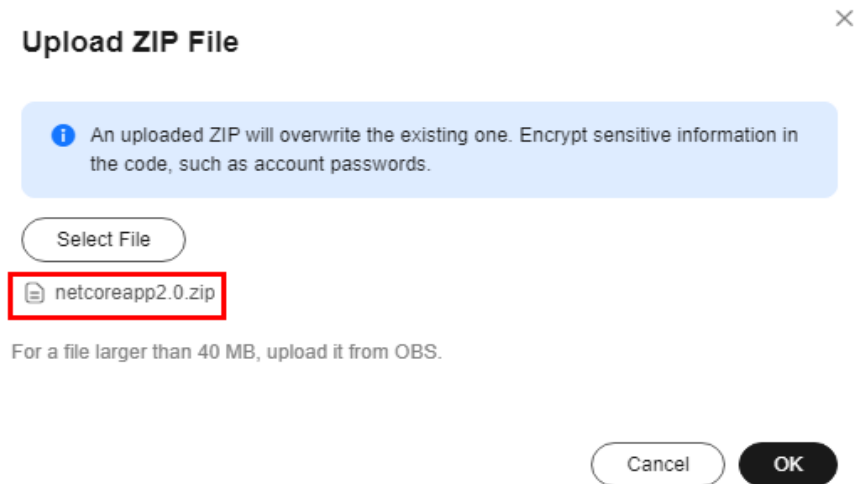 Upload ZIP File
An uploaded ZIP will overwrite the existing one. Encrypt sensitive information in
the code, such as account passwords.
Select File
netcoreapp2.0.zip
For a file larger than 40 MB, upload it from OBS.
Cancel
OK